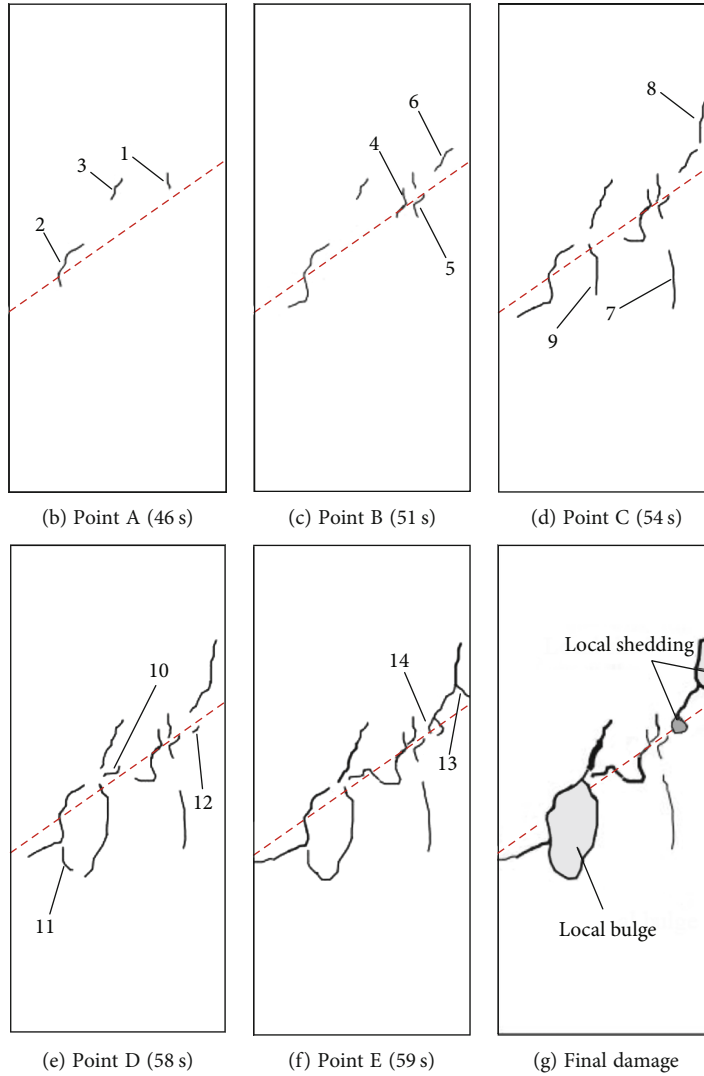 1
3
2
(b) Point A (46 s)
6
4
5
(c) Point B (51 s)
8
9
7
(d) Point C (54 s)
10
12
11
(e) Point D (58 s)
14
13
(f) Point E (59 s)
Local shedding
Local bulge
(g) Final damage